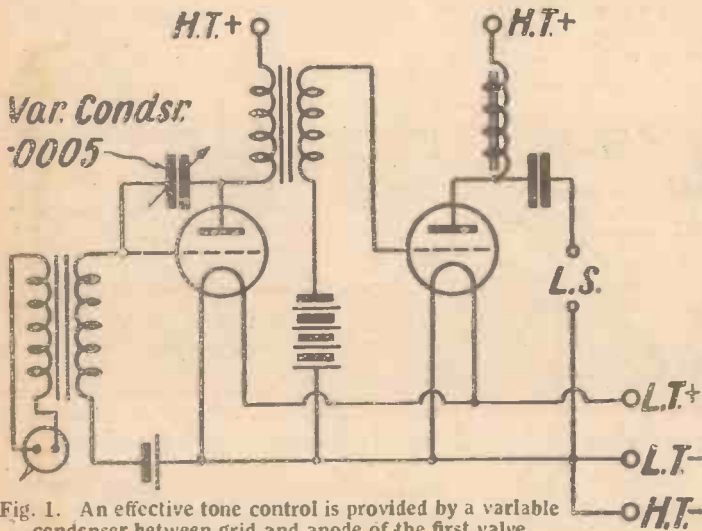 H.T.+
H.T.+
Var. Condsr.
·0005
L.S.
L.T.+
L.T.-
H.T.-
Fig. 1. An effective tone control is provided by a variable
condenser between grid and anode of the first valve